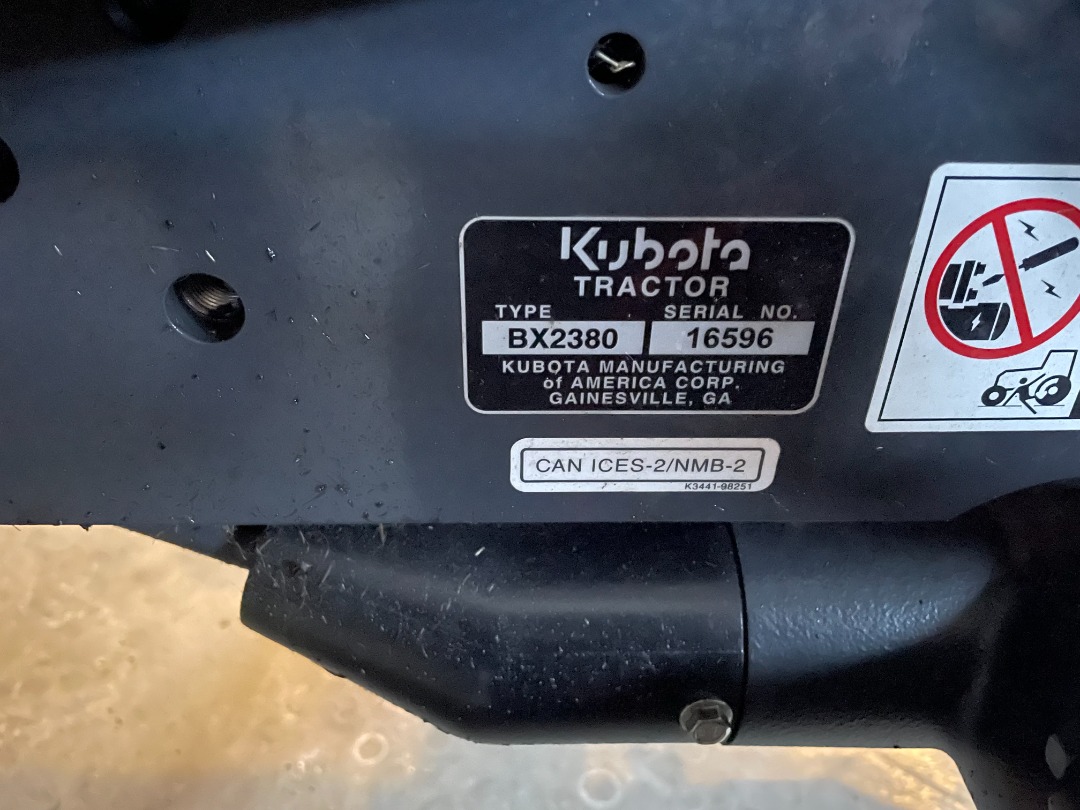 Kubota
TRACTOR
TYPE SERIAL NO.
BX2380 16596
KUBOTA MANUFACTURING
of AMERICA CORP.
GAINESVILLE, GA
CAN ICES-2/NMB-2
K3441-98251